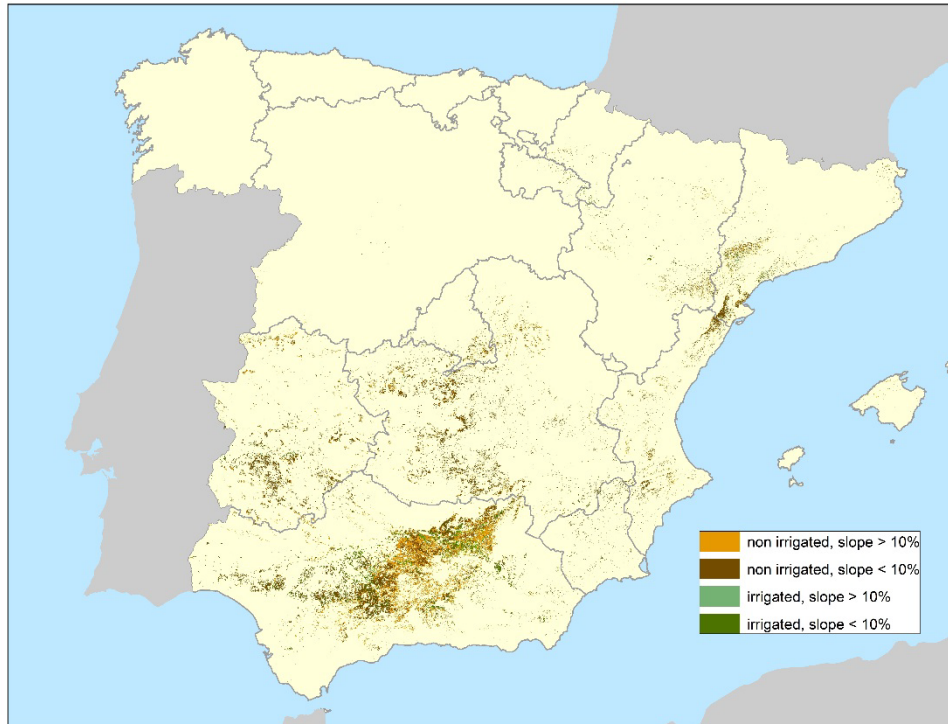 non irrigated, slope > 10%
non irrigated, slope < 10%
irrigated, slope > 10%
irrigated, slope < 10%